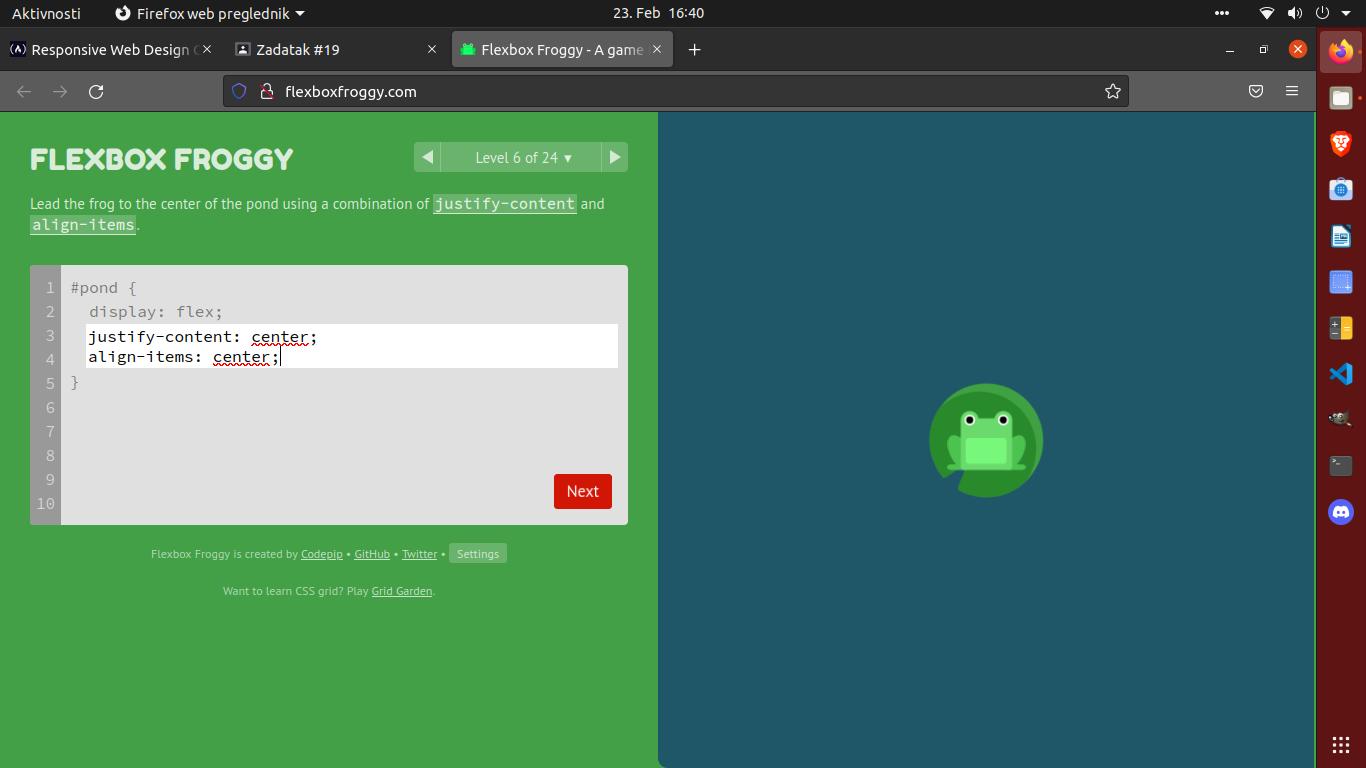 Aktivnosti
Firefox web preglednik
23. Feb 16:40
Responsive Web Design
Zadatak #19
Flexbox Froggy - A game
flexboxfroggy.com
FLEXBOX FROGGY
Level 6 of 24 ▾
Lead the frog to the center of the pond using a combination of justify-content and
align-items.
1 #pond {
2 display: flex;
3 justify-content: center;
4 align-items: center;
5 }
6
7
8
9
10
Next
Flexbox Froggy is created by Codepip • GitHub • Twitter • Settings
Want to learn CSS grid? Play Grid Garden.